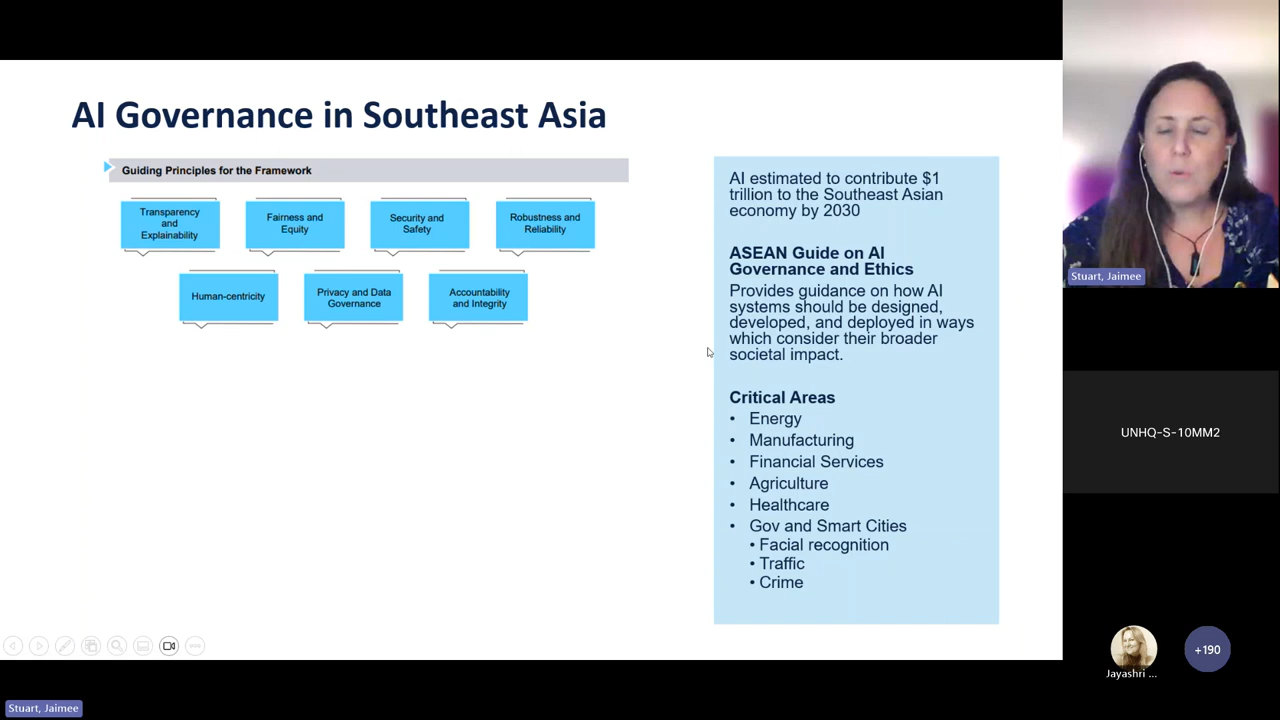 AI Governance in Southeast Asia
Guiding Principles for the Framework
Transparency
and
Explainability
Fairness and
Equity
Security and
Safety
Robustness and
Reliability
Human-centricity
Privacy and Data
Governance
Accountability
and Integrity
AI estimated to contribute $1
trillion to the Southeast Asian
economy by 2030
ASEAN Guide on AI
Governance and Ethics
Provides guidance on how AI
systems should be designed,
developed, and deployed in ways
which consider their broader
societal impact.
Critical Areas
• Energy
• Manufacturing
• Financial Services
• Agriculture
• Healthcare
• Gov and Smart Cities
• Facial recognition
• Traffic
• Crime
Stuart, Jaimee
UNHQ-S-10MM2
Jayashri ...
+190
Stuart, Jaimee